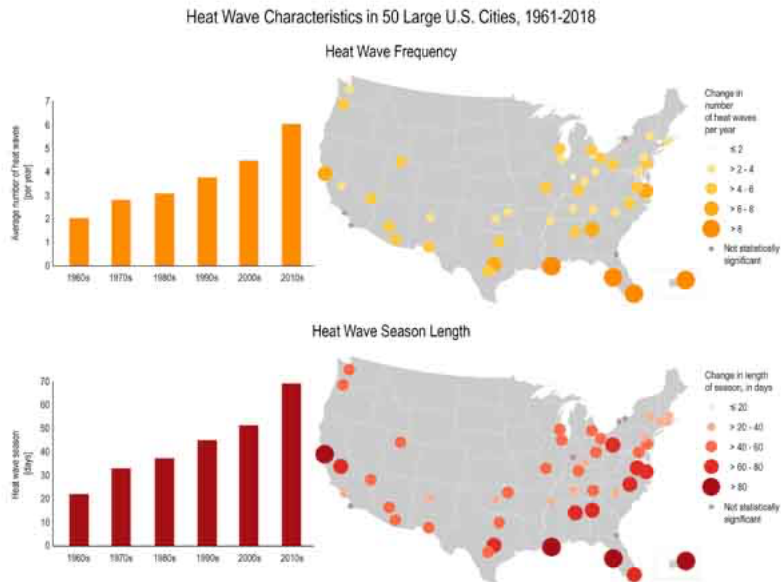 Heat Wave Characteristics in 50 Large U.S. Cities, 1961-2018
Heat Wave Frequency
Average number of heat waves
[per year]
7
6
5
4
3
2
1
0
1960s 1970s 1980s 1990s 2000s 2010s
Change in
number
of heat waves
per year
≤ 2
> 2 - 4
> 4 - 6
> 6 - 8
> 8
Not statistically
significant
Heat Wave Season Length
Heat wave season
[days]
70
60
50
40
30
20
10
0
1960s 1970s 1980s 1990s 2000s 2010s
Change in length
of season, in days
≤ 20
> 20 - 40
> 40 - 60
> 60 - 80
> 80
Not statistically
significant